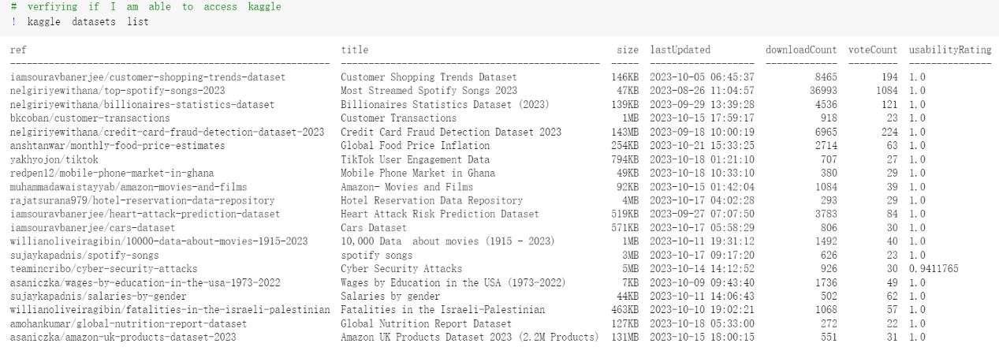 # verfiying if I am able to access kaggle
! kaggle datasets list
ref title size lastUpdated downloadCount voteCount usabilityRating
iamsouravbanerjee/customer-shopping-trends-dataset Customer Shopping Trends Dataset 146KB 2023-10-05 06:45:37 8465 194 1.0
nelgiriyewithana/top-spotify-songs-2023 Most Streamed Spotify Songs 2023 47KB 2023-08-26 11:04:57 36993 1084 1.0
nelgiriyewithana/billionaires-statistics-dataset Billionaires Statistics Dataset (2023) 139KB 2023-09-29 13:39:28 4536 121 1.0
bkcoban/customer-transactions Customer Transactions 1MB 2023-10-15 17:59:17 918 23 1.0
nelgiriyewithana/credit-card-fraud-detection-dataset-2023 Credit Card Fraud Detection Dataset 2023 143MB 2023-09-18 10:00:19 6965 224 1.0
anshtanwar/monthly-food-price-estimates Global Food Price Inflation 254KB 2023-10-21 15:33:25 2714 63 1.0
yakhyojon/tiktok TikTok User Engagement Data 794KB 2023-10-18 01:21:10 707 27 1.0
redpen12/mobile-phone-market-in-ghana Mobile Phone Market in Ghana 49KB 2023-10-18 10:33:10 380 29 1.0
muhammadawaistayyab/amazon-movies-and-films Amazon- Movies and Films 92KB 2023-10-15 01:42:04 1084 39 1.0
rajatsurana979/hotel-reservation-data-repository Hotel Reservation Data Repository 4MB 2023-10-17 04:02:28 293 29 1.0
iamsouravbanerjee/heart-attack-prediction-dataset Heart Attack Risk Prediction Dataset 519KB 2023-09-27 07:07:50 3783 84 1.0
iamsouravbanerjee/cars-dataset Cars Dataset 571KB 2023-10-17 05:58:29 806 30 1.0
willianoliveiragibin/10000-data-about-movies-1915-2023 10,000 Data about movies (1915 - 2023) 1MB 2023-10-11 19:31:12 1492 40 1.0
sujaykapadnis/spotify-songs spotify songs 3MB 2023-10-17 09:17:20 626 23 1.0
teamincribo/cyber-security-attacks Cyber Security Attacks 5MB 2023-10-14 14:12:52 926 30 0.9411765
asaniczka/wages-by-education-in-the-usa-1973-2022 Wages by Education in the USA (1973-2022) 7KB 2023-10-09 09:43:40 1736 49 1.0
sujaykapadnis/salaries-by-gender Salaries by gender 44KB 2023-10-11 14:06:43 502 62 1.0
willianoliveiragibin/fatalities-in-the-israeli-palestinian Fatalities in the Israeli-Palestinian 463KB 2023-10-10 19:02:21 1068 57 1.0
amohankumar/global-nutrition-report-dataset Global Nutrition Report Dataset 127KB 2023-10-18 05:33:00 272 22 1.0
asaniczka/amazon-uk-products-dataset-2023 Amazon UK Products Dataset 2023 (2.2M Products) 131MB 2023-10-15 18:00:15 551 31 1.0